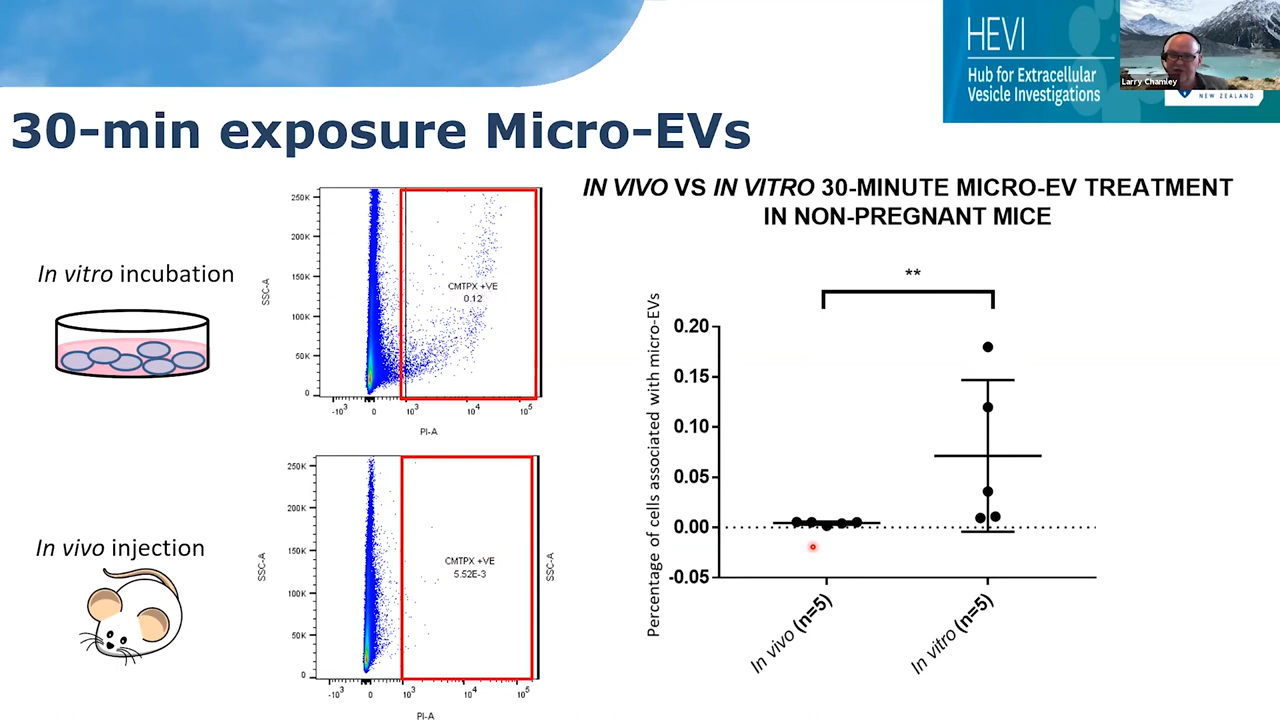 HEVI
Hub for Extracellular
Vesicle Investigations
Larry Chamley
NEW ZEALAND
30-min exposure Micro-EVs
In vitro incubation
250K
200K
150K
100K
50K
0
SSC-A
CMTPX +VE
0.12
-10³ 0 10³ 10⁴ 10⁵
PI-A
In vivo injection
250K
200K
150K
100K
50K
0
SSC-A
CMTPX +VE
5.52E-3
SSC-A
-10³ 0 10³ 10⁴ 10⁵
PI-A
IN VIVO VS IN VITRO 30-MINUTE MICRO-EV TREATMENT
IN NON-PREGNANT MICE
**
Percentage of cells associated with micro-EVs
0.20
0.15
0.10
0.05
0.00
-0.05
In vivo (n=5)
In vitro (n=5)